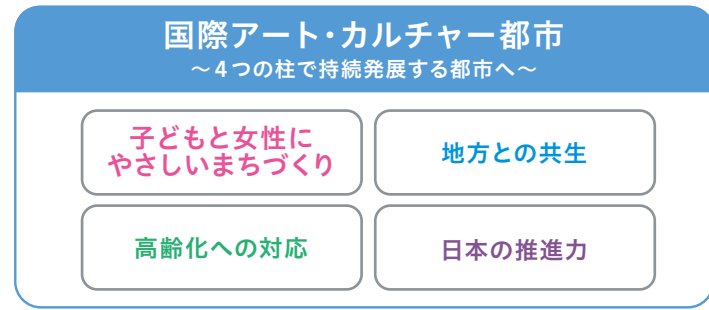 国際アート・カルチャー都市
～4つの柱で持続発展する都市へ～
子どもと女性に
やさしいまちづくり
地方との共生
高齢化への対応
日本の推進力